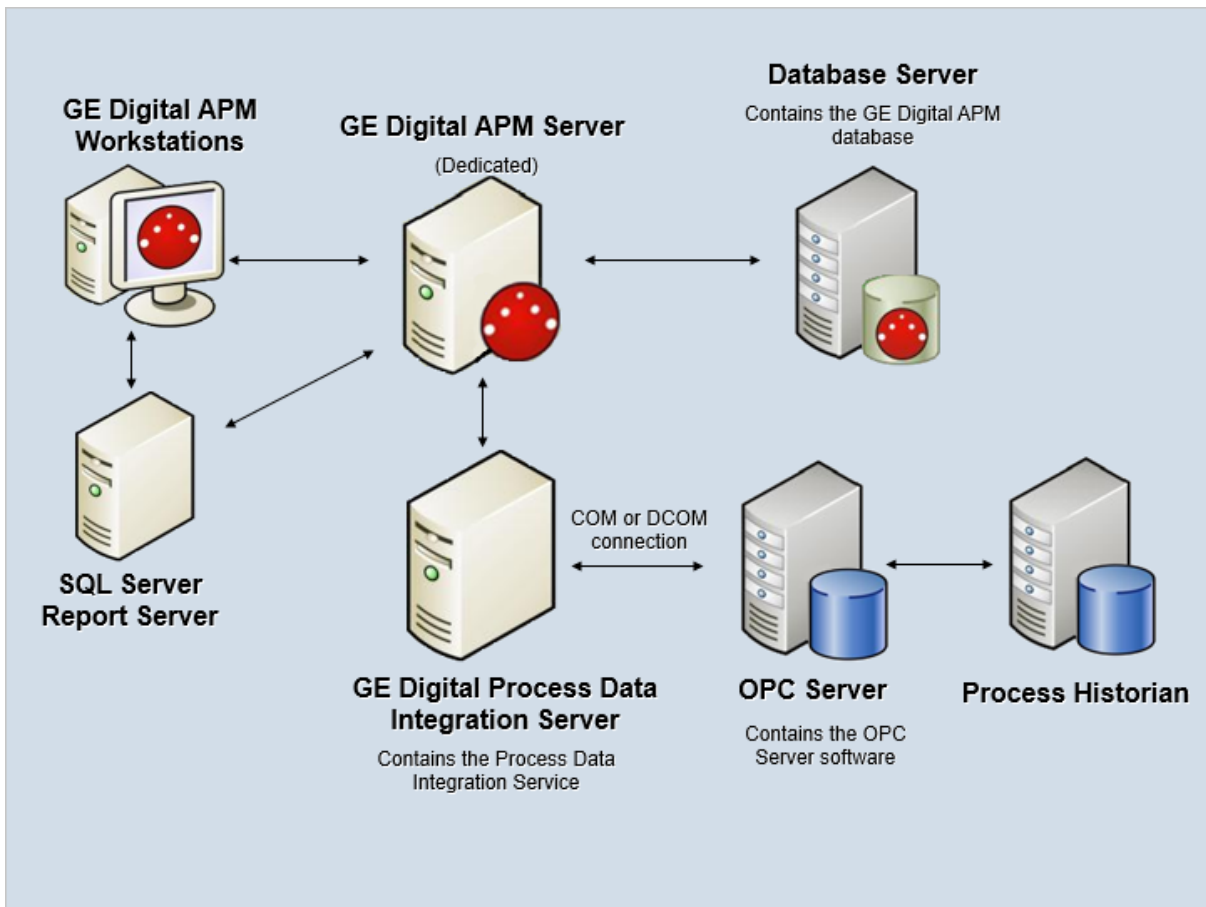 GE Digital APM
Workstations
GE Digital APM Server
(Dedicated)
Database Server
Contains the GE Digital APM
database
SQL Server
Report Server
COM or DCOM
connection
GE Digital Process Data
Integration Server
Contains the Process Data
Integration Service
OPC Server
Contains the OPC
Server software
Process Historian